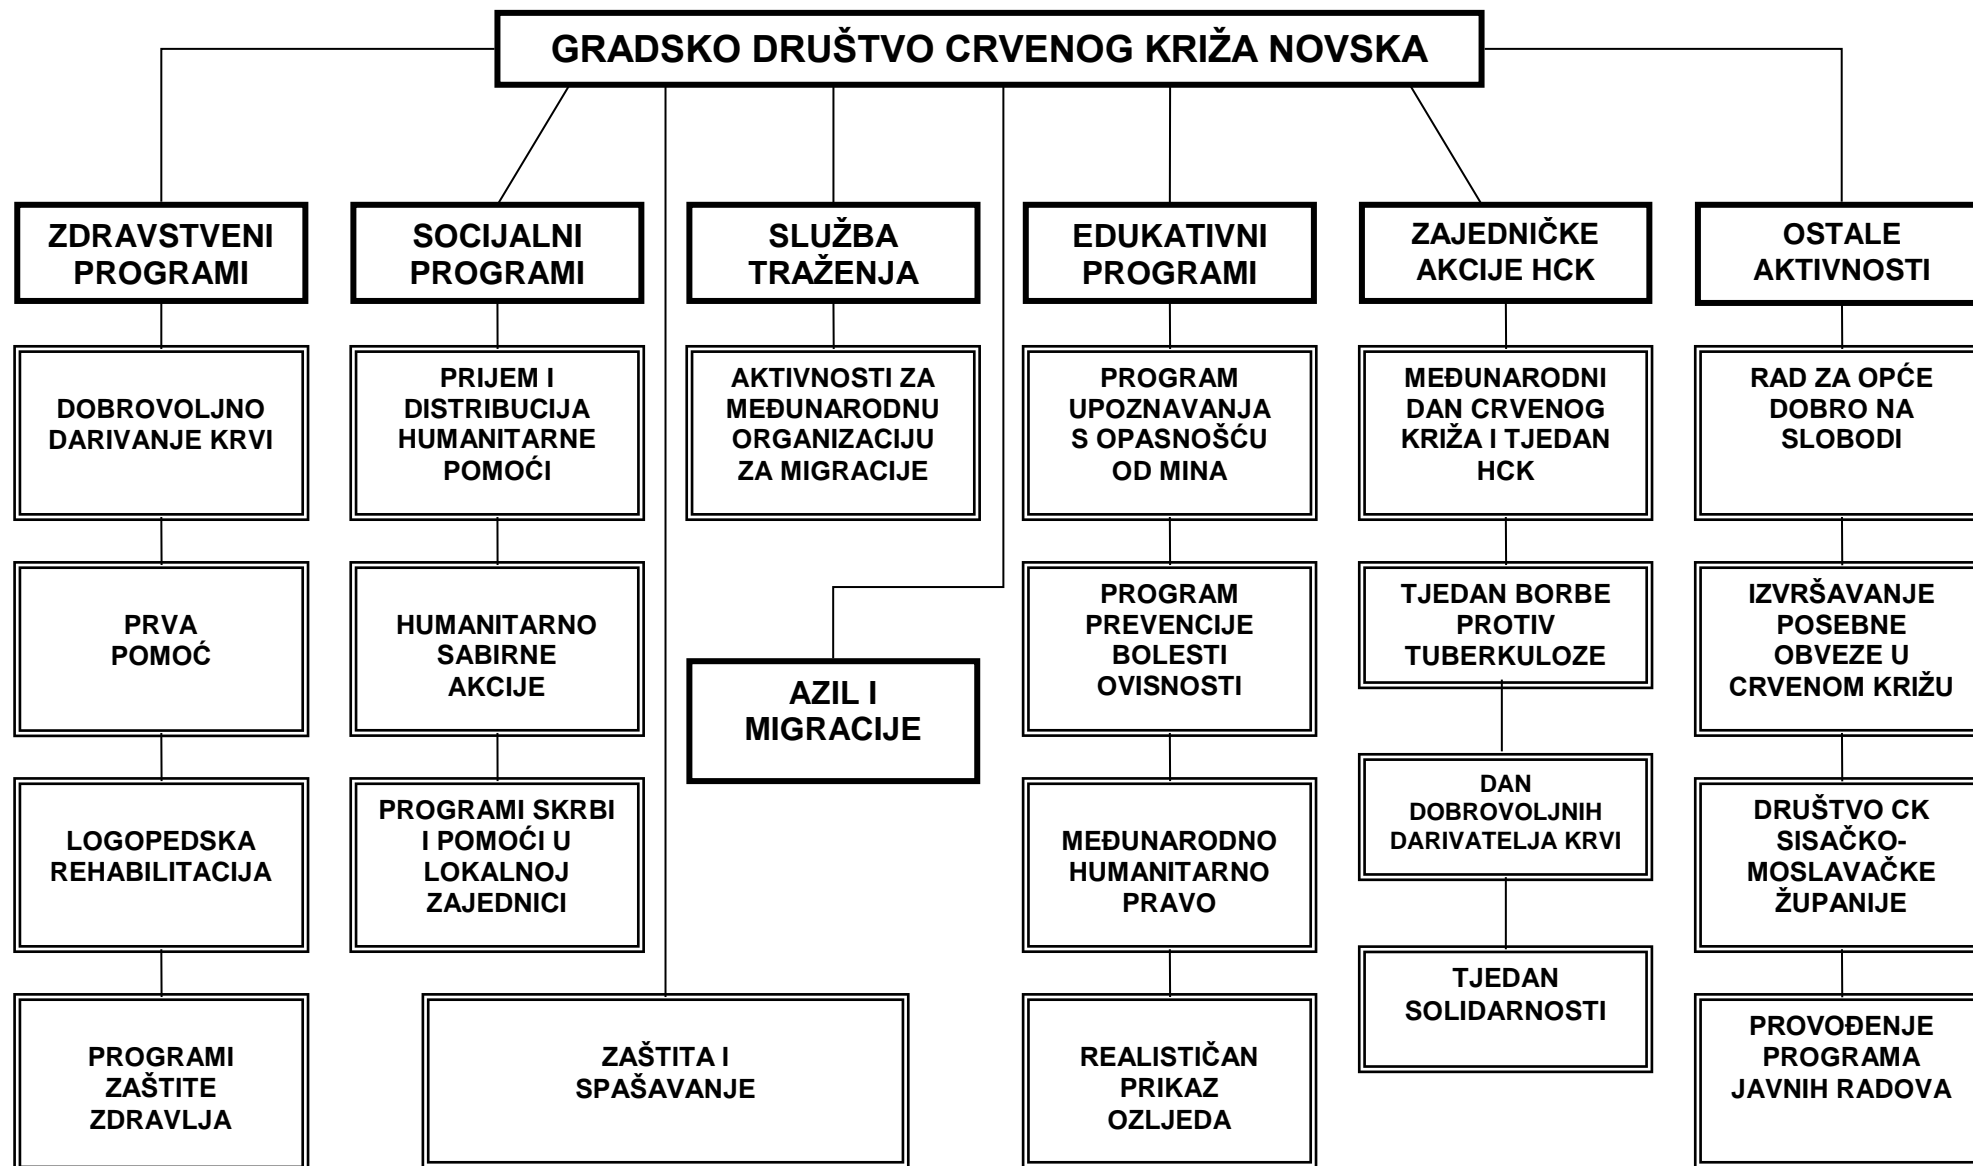 GRADSKO DRUŠTVO CRVENOG KRIŽA NOVSKA
ZDRAVSTVENI
PROGRAMI
DOBROVOLJNO
DARIVANJE KRVI
PRVA
POMOĆ
LOGOPEDSKA
REHABILITACIJA
PROGRAMI
ZAŠTITE
ZDRAVLJA
SOCIJALNI
PROGRAMI
PRIJEM I
DISTRIBUCIJA
HUMANITARNE
POMOĆI
HUMANITARNO
SABIRNE
AKCIJE
PROGRAMI SKRBI
I POMOĆI U
LOKALNOJ
ZAJEDNICI
ZAŠTITA I
SPAŠAVANJE
SLUŽBA
TRAŽENJA
AKTIVNOSTI ZA
MEĐUNARODNU
ORGANIZACIJU
ZA MIGRACIJE
AZIL I
MIGRACIJE
EDUKATIVNI
PROGRAMI
PROGRAM
UPOZNAVANJA
S OPASNOŠĆU
OD MINA
PROGRAM
PREVENCIJE
BOLESTI
OVISNOSTI
MEĐUNARODNO
HUMANITARNO
PRAVO
REALISTIČAN
PRIKAZ
OZLJEDA
ZAJEDNIČKE
AKCIJE HCK
MEĐUNARODNI
DAN CRVENOG
KRIŽA I TJEDAN
HCK
TJEDAN BORBE
PROTIV
TUBERKULOZE
DAN
DOBROVOLJNIH
DARIVATELJA KRVI
TJEDAN
SOLIDARNOSTI
OSTALE
AKTIVNOSTI
RAD ZA OPĆE
DOBRO NA
SLOBODI
IZVRŠAVANJE
POSEBNE
OBVEZE U
CRVENOM KRIŽU
DRUŠTVO CK
SISAČKO-
MOSLAVAČKE
ŽUPANIJE
PROVOĐENJE
PROGRAMA
JAVNIH RADOVA